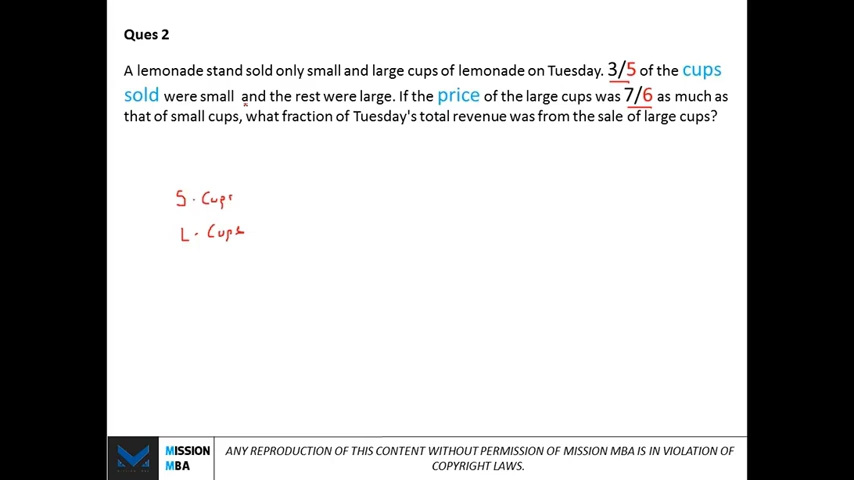 Ques 2
A lemonade stand sold only small and large cups of lemonade on Tuesday. 3/5 of the cups
sold were small and the rest were large. If the price of the large cups was 7/6 as much as
that of small cups, what fraction of Tuesday's total revenue was from the sale of large cups?
S. Cups
L. Cups
MISSION
MBA
ANY REPRODUCTION OF THIS CONTENT WITHOUT PERMISSION OF MISSION MBA IS IN VIOLATION OF
COPYRIGHT LAWS.